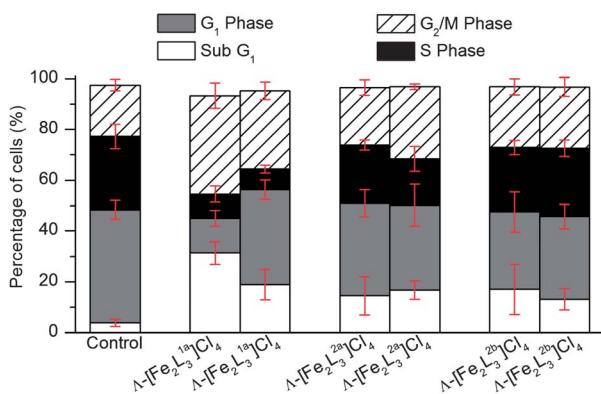 G₁ Phase
G₂/M Phase
Sub G₁
S Phase
Percentage of cells (%)
100
80
60
40
20
0
Control
Λ-[Fe₂L₃¹ᵃ]Cl₄
Λ-[Fe₂L₃¹ᵃ]Cl₄
Λ-[Fe₂L₃²ᵃ]Cl₄
Λ-[Fe₂L₃²ᵃ]Cl₄
Λ-[Fe₂L₃²ᵇ]Cl₄
Λ-[Fe₂L₃²ᵇ]Cl₄